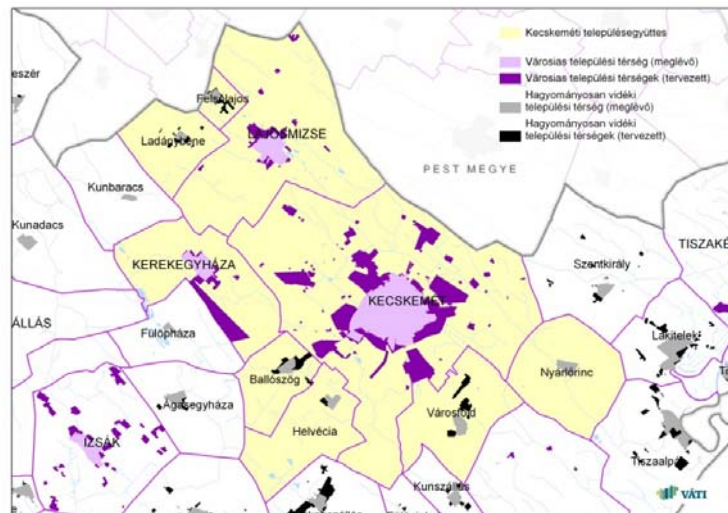 Kecskeméti településegyüttes
Városias települési térség (meglévő)
Városias települési térségek (tervezett)
Hagyományosan vidéki
települési térség (meglévő)
Hagyományosan vidéki
települési térségek (tervezett)
eszér
Felsőlajos
Ladánybene
LAJOSMIZSE
PEST MEGYE
Kunbaracs
Kunadacs
KEREKEGYHÁZA
Szentkirály
TISZAKÉ
KECSKEMÉT
ÁLLÁS
Fülöpháza
Lakitelek
Ballószög
Nyárlőrinc
Ágasegyháza
Városföld
Helvécia
IZSÁK
Tiszaalpár
Kunszállás
VÁTI